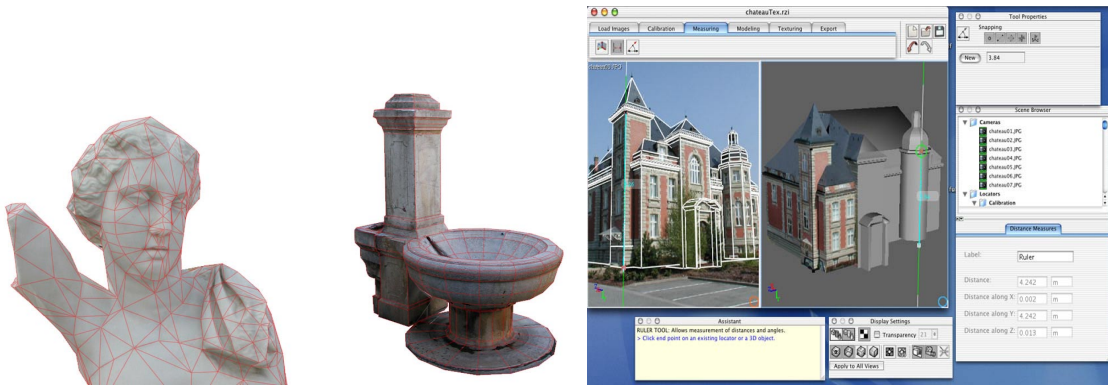 chateauTex.rzi
Load Images Calibration Measuring Modeling Texturing Export
Tool Properties
Snapping
New 3.84
Scene Browser
Cameras
chateau01.JPG
chateau02.JPG
chateau03.JPG
chateau04.JPG
chateau05.JPG
chateau06.JPG
chateau07.JPG
Locators
Calibration
Distance Measures
Label: Ruler
Distance: 4.242 m
Distance along X: 0.002 m
Distance along Y: 4.242 m
Distance along Z: 0.013 m
Assistant
RULER TOOL: Allows measurement of distances and angles.
> Click end point on an existing locator or a 3D object.
Display Settings
Transparency
Apply to All Views